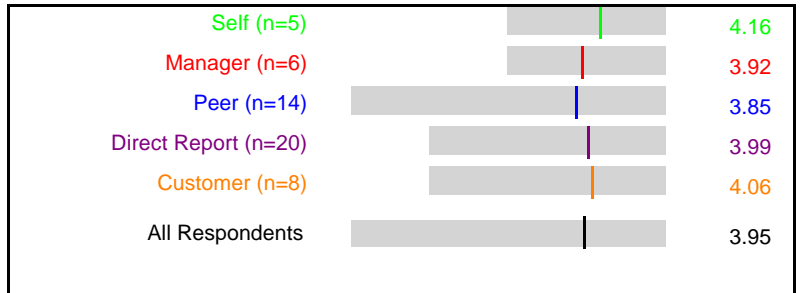 Self (n=5) 4.16
Manager (n=6) 3.92
Peer (n=14) 3.85
Direct Report (n=20) 3.99
Customer (n=8) 4.06
All Respondents 3.95